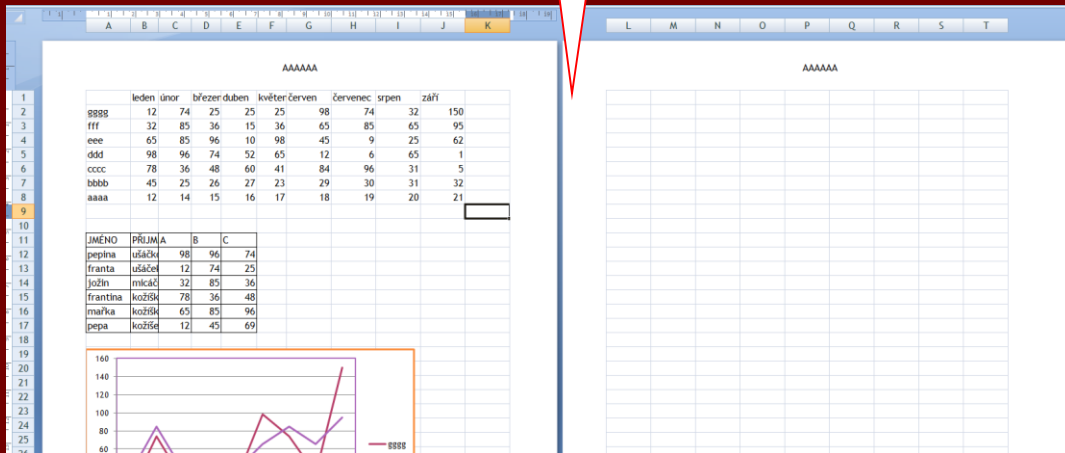 A B C D E F G H I J K L M N O P Q R S T
AAAAAA AAAAAA
1 leden únor březen duben květen červen červenec srpen září
2 gggg 12 74 25 25 25 98 74 32 150
3 fff 32 85 36 15 36 65 85 65 95
4 eee 65 85 96 10 98 45 9 25 62
5 ddd 98 96 74 52 65 12 6 65 1
6 cccc 78 36 48 60 41 84 96 31 5
7 bbbb 45 25 26 27 23 29 30 31 32
8 aaaa 12 14 15 16 17 18 19 20 21
9
10
11 JMÉNO PŘIJM A B C
12 pepina ušáčk 98 96 74
13 franta ušáče 12 74 25
14 jožin micáč 32 85 36
15 frantina kožíšk 78 36 48
16 mařka kožíšk 65 85 96
17 pepa kožíše 12 45 69
18
19
20
21
22
23
24
25
160
140
120
100
80
60
gggg